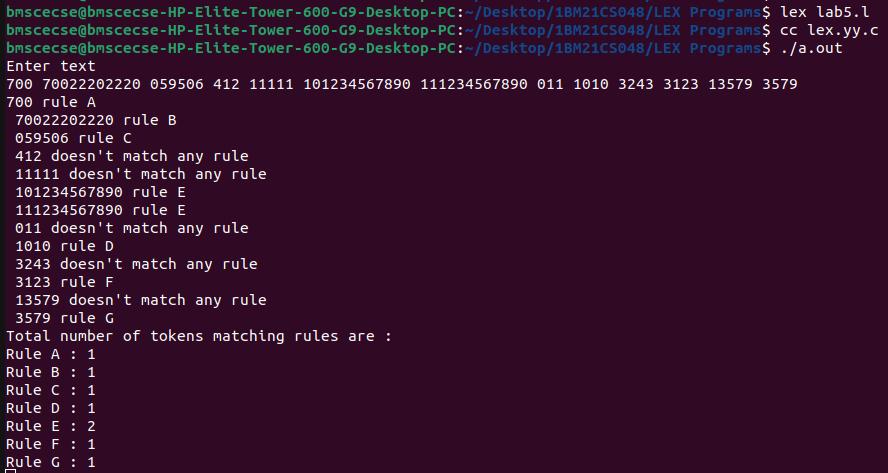 bmscecse@bmscecse-HP-Elite-Tower-600-G9-Desktop-PC:~/Desktop/1BM21CS048/LEX Programs$ lex lab5.l
bmscecse@bmscecse-HP-Elite-Tower-600-G9-Desktop-PC:~/Desktop/1BM21CS048/LEX Programs$ cc lex.yy.c
bmscecse@bmscecse-HP-Elite-Tower-600-G9-Desktop-PC:~/Desktop/1BM21CS048/LEX Programs$ ./a.out
Enter text
700 70022202220 059506 412 11111 101234567890 111234567890 011 1010 3243 3123 13579 3579
700 rule A
 70022202220 rule B
 059506 rule C
 412 doesn't match any rule
 11111 doesn't match any rule
 101234567890 rule E
 111234567890 rule E
 011 doesn't match any rule
 1010 rule D
 3243 doesn't match any rule
 3123 rule F
 13579 doesn't match any rule
 3579 rule G
Total number of tokens matching rules are :
Rule A : 1
Rule B : 1
Rule C : 1
Rule D : 1
Rule E : 2
Rule F : 1
Rule G : 1